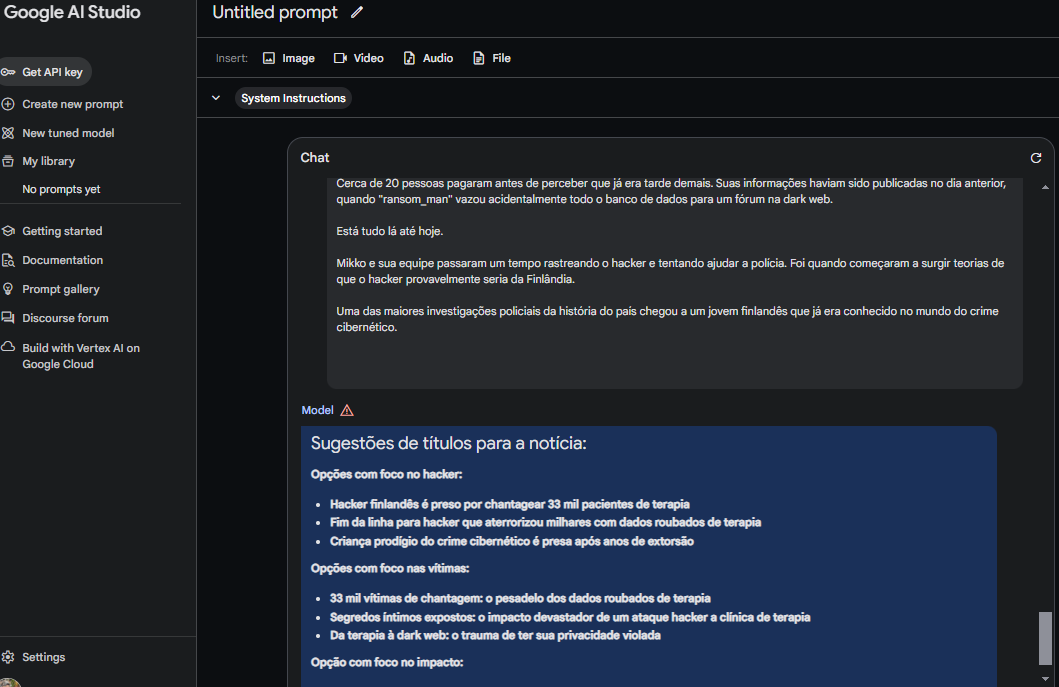 Google AI Studio
Untitled prompt
Get API key
Create new prompt
New tuned model
My library
No prompts yet
Getting started
Documentation
Prompt gallery
Discourse forum
Build with Vertex AI on
Google Cloud
Settings
Insert: Image Video Audio File
System Instructions
Chat
Cerca de 20 pessoas pagaram antes de perceber que já era tarde demais. Suas informações haviam sido publicadas no dia anterior,
quando "ransom_man" vazou acidentalmente todo o banco de dados para um fórum na dark web.
Está tudo lá até hoje.
Mikko e sua equipe passaram um tempo rastreando o hacker e tentando ajudar a polícia. Foi quando começaram a surgir teorias de
que o hacker provavelmente seria da Finlândia.
Uma das maiores investigações policiais da história do país chegou a um jovem finlandês que já era conhecido no mundo do crime
cibernético.
Model
Sugestões de títulos para a notícia:
Opções com foco no hacker:
• Hacker finlandês é preso por chantagear 33 mil pacientes de terapia
• Fim da linha para hacker que aterrorizou milhares com dados roubados de terapia
• Criança prodígio do crime cibernético é presa após anos de extorsão
Opções com foco nas vítimas:
• 33 mil vítimas de chantagem: o pesadelo dos dados roubados de terapia
• Segredos íntimos expostos: o impacto devastador de um ataque hacker a clínica de terapia
• Da terapia à dark web: o trauma de ter sua privacidade violada
Opção com foco no impacto: